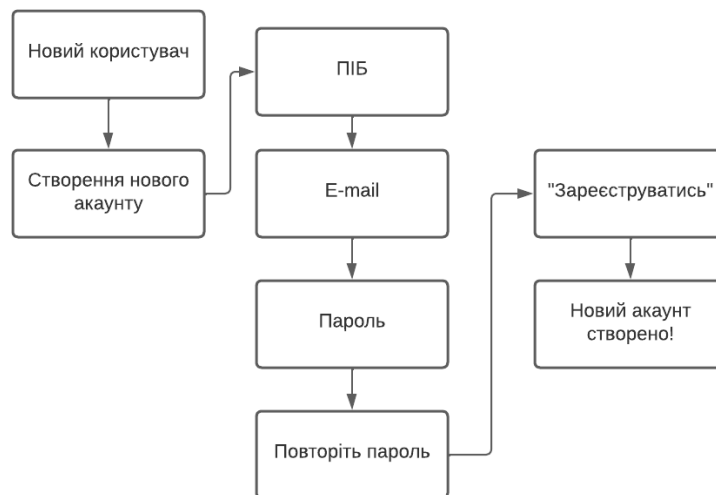 Новий користувач
Створення нового
акаунту
ПІБ
E-mail
Пароль
Повторіть пароль
"Зареєструватись"
Новий акаунт
створено!